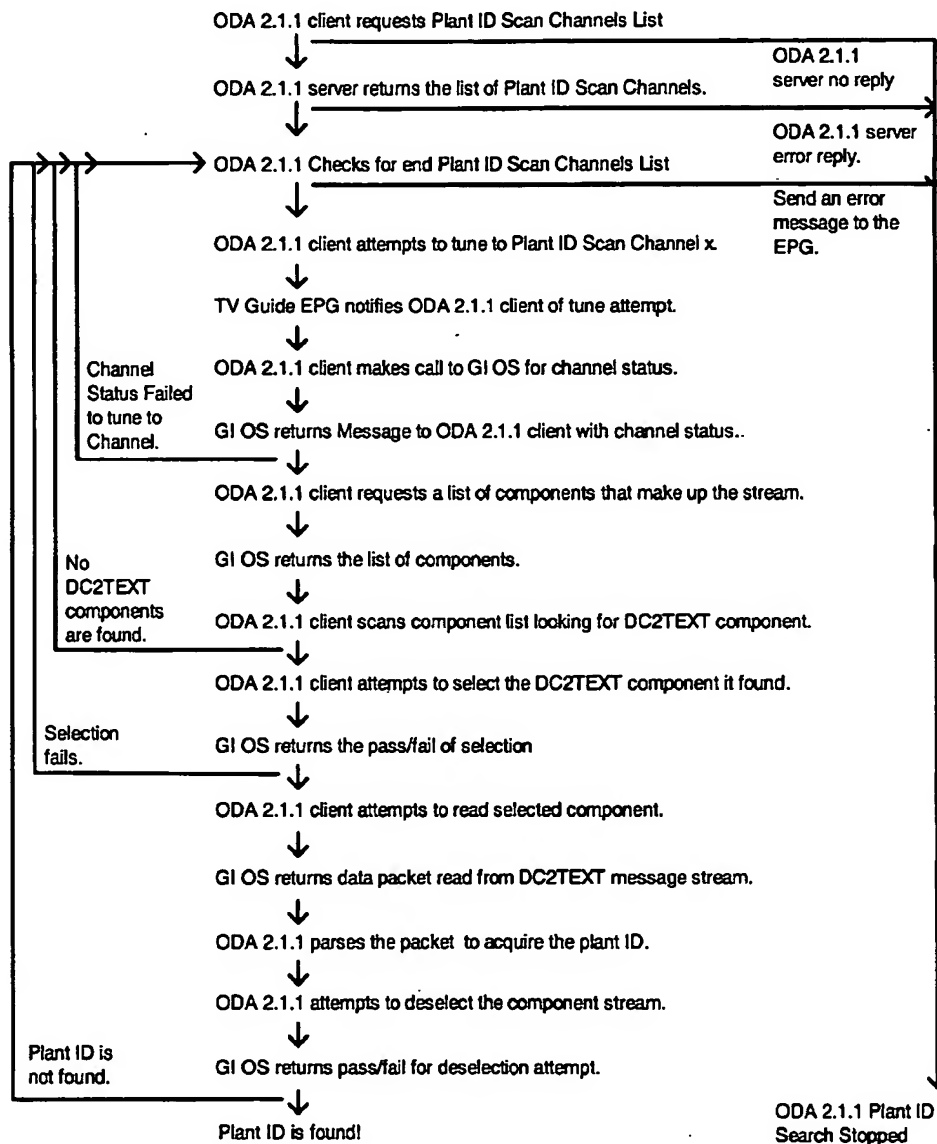 ODA 2.1.1 client requests Plant ID Scan Channels List
ODA 2.1.1
server no reply
ODA 2.1.1 server returns the list of Plant ID Scan Channels.
ODA 2.1.1 server
error reply.
ODA 2.1.1 Checks for end Plant ID Scan Channels List
Send an error
message to the
EPG.
ODA 2.1.1 client attempts to tune to Plant ID Scan Channel x.
TV Guide EPG notifies ODA 2.1.1 client of tune attempt.
Channel
Status Failed
to tune to
Channel.
ODA 2.1.1 client makes call to GI OS for channel status.
GI OS returns Message to ODA 2.1.1 client with channel status..
ODA 2.1.1 client requests a list of components that make up the stream.
No
DC2TEXT
components
are found.
GI OS returns the list of components.
ODA 2.1.1 client scans component list looking for DC2TEXT component.
ODA 2.1.1 client attempts to select the DC2TEXT component it found.
Selection
fails.
GI OS returns the pass/fail of selection
ODA 2.1.1 client attempts to read selected component.
GI OS returns data packet read from DC2TEXT message stream.
ODA 2.1.1 parses the packet to acquire the plant ID.
ODA 2.1.1 attempts to deselect the component stream.
Plant ID is
not found.
GI OS returns pass/fail for deselection attempt.
Plant ID is found!
ODA 2.1.1 Plant ID
Search Stopped